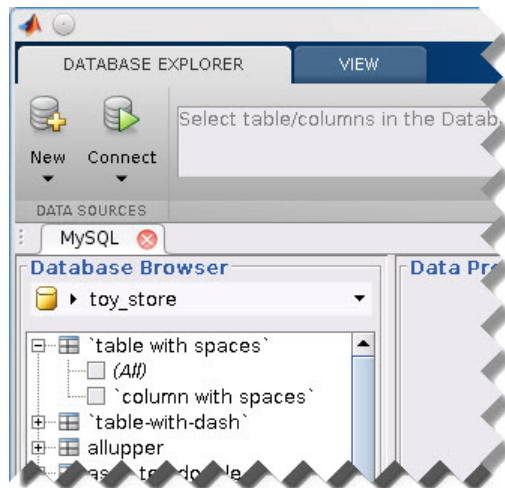 DATABASE EXPLORER
VIEW
New
Connect
Select table/columns in the Datab
DATA SOURCES
MySQL
Database Browser
Data Pre
toy_store
`table with spaces`
(All)
`column with spaces`
`table-with-dash`
allupper